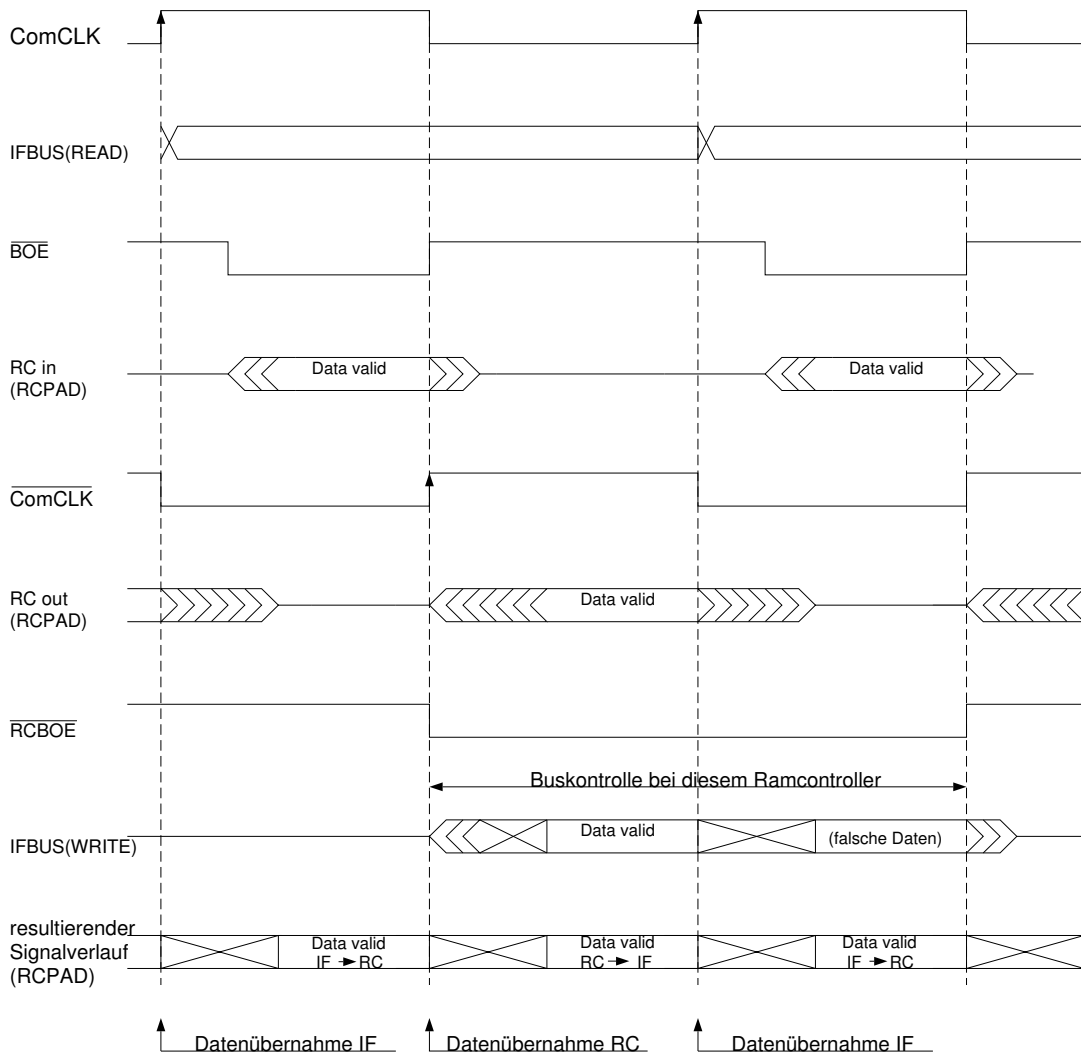 ComCLK
IFBUS(READ)
BOE
RC in
(RCPAD)
Data valid
Data valid
ComCLK
RC out
(RCPAD)
Data valid
RCBOE
Buskontrolle bei diesem Ramcontroller
IFBUS(WRITE)
Data valid
(falsche Daten)
resultierender
Signalverlauf
(RCPAD)
Data valid
IF → RC
Data valid
RC → IF
Data valid
IF → RC
Datenübernahme IF
Datenübernahme RC
Datenübernahme IF